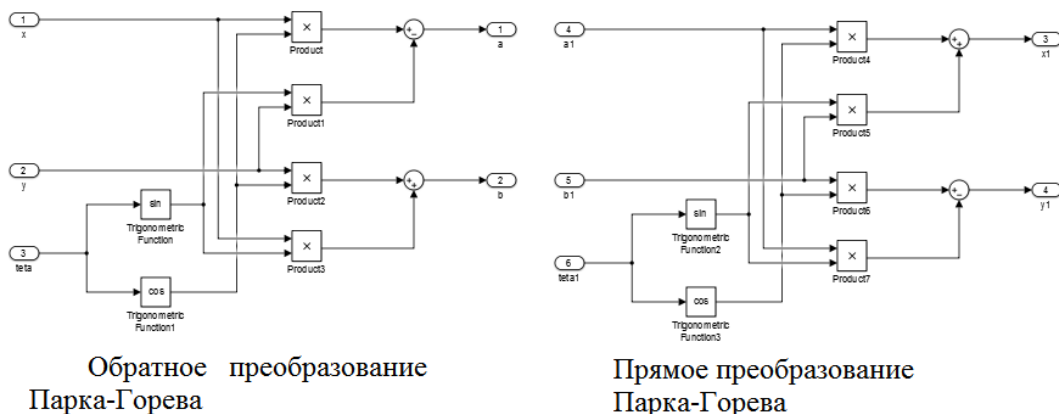 1
x
×
Product
+
−
1
a
×
Product1
2
y
×
Product2
+
+
2
b
sin
Trigonometric
Function
3
teta
×
Product3
cos
Trigonometric
Function1
Обратное преобразование
Парка-Горева
4
a1
×
Product4
+
+
3
x1
×
Product5
5
b1
×
Product6
+
−
4
y1
sin
Trigonometric
Function2
6
teta1
×
Product7
cos
Trigonometric
Function3
Прямое преобразование
Парка-Горева